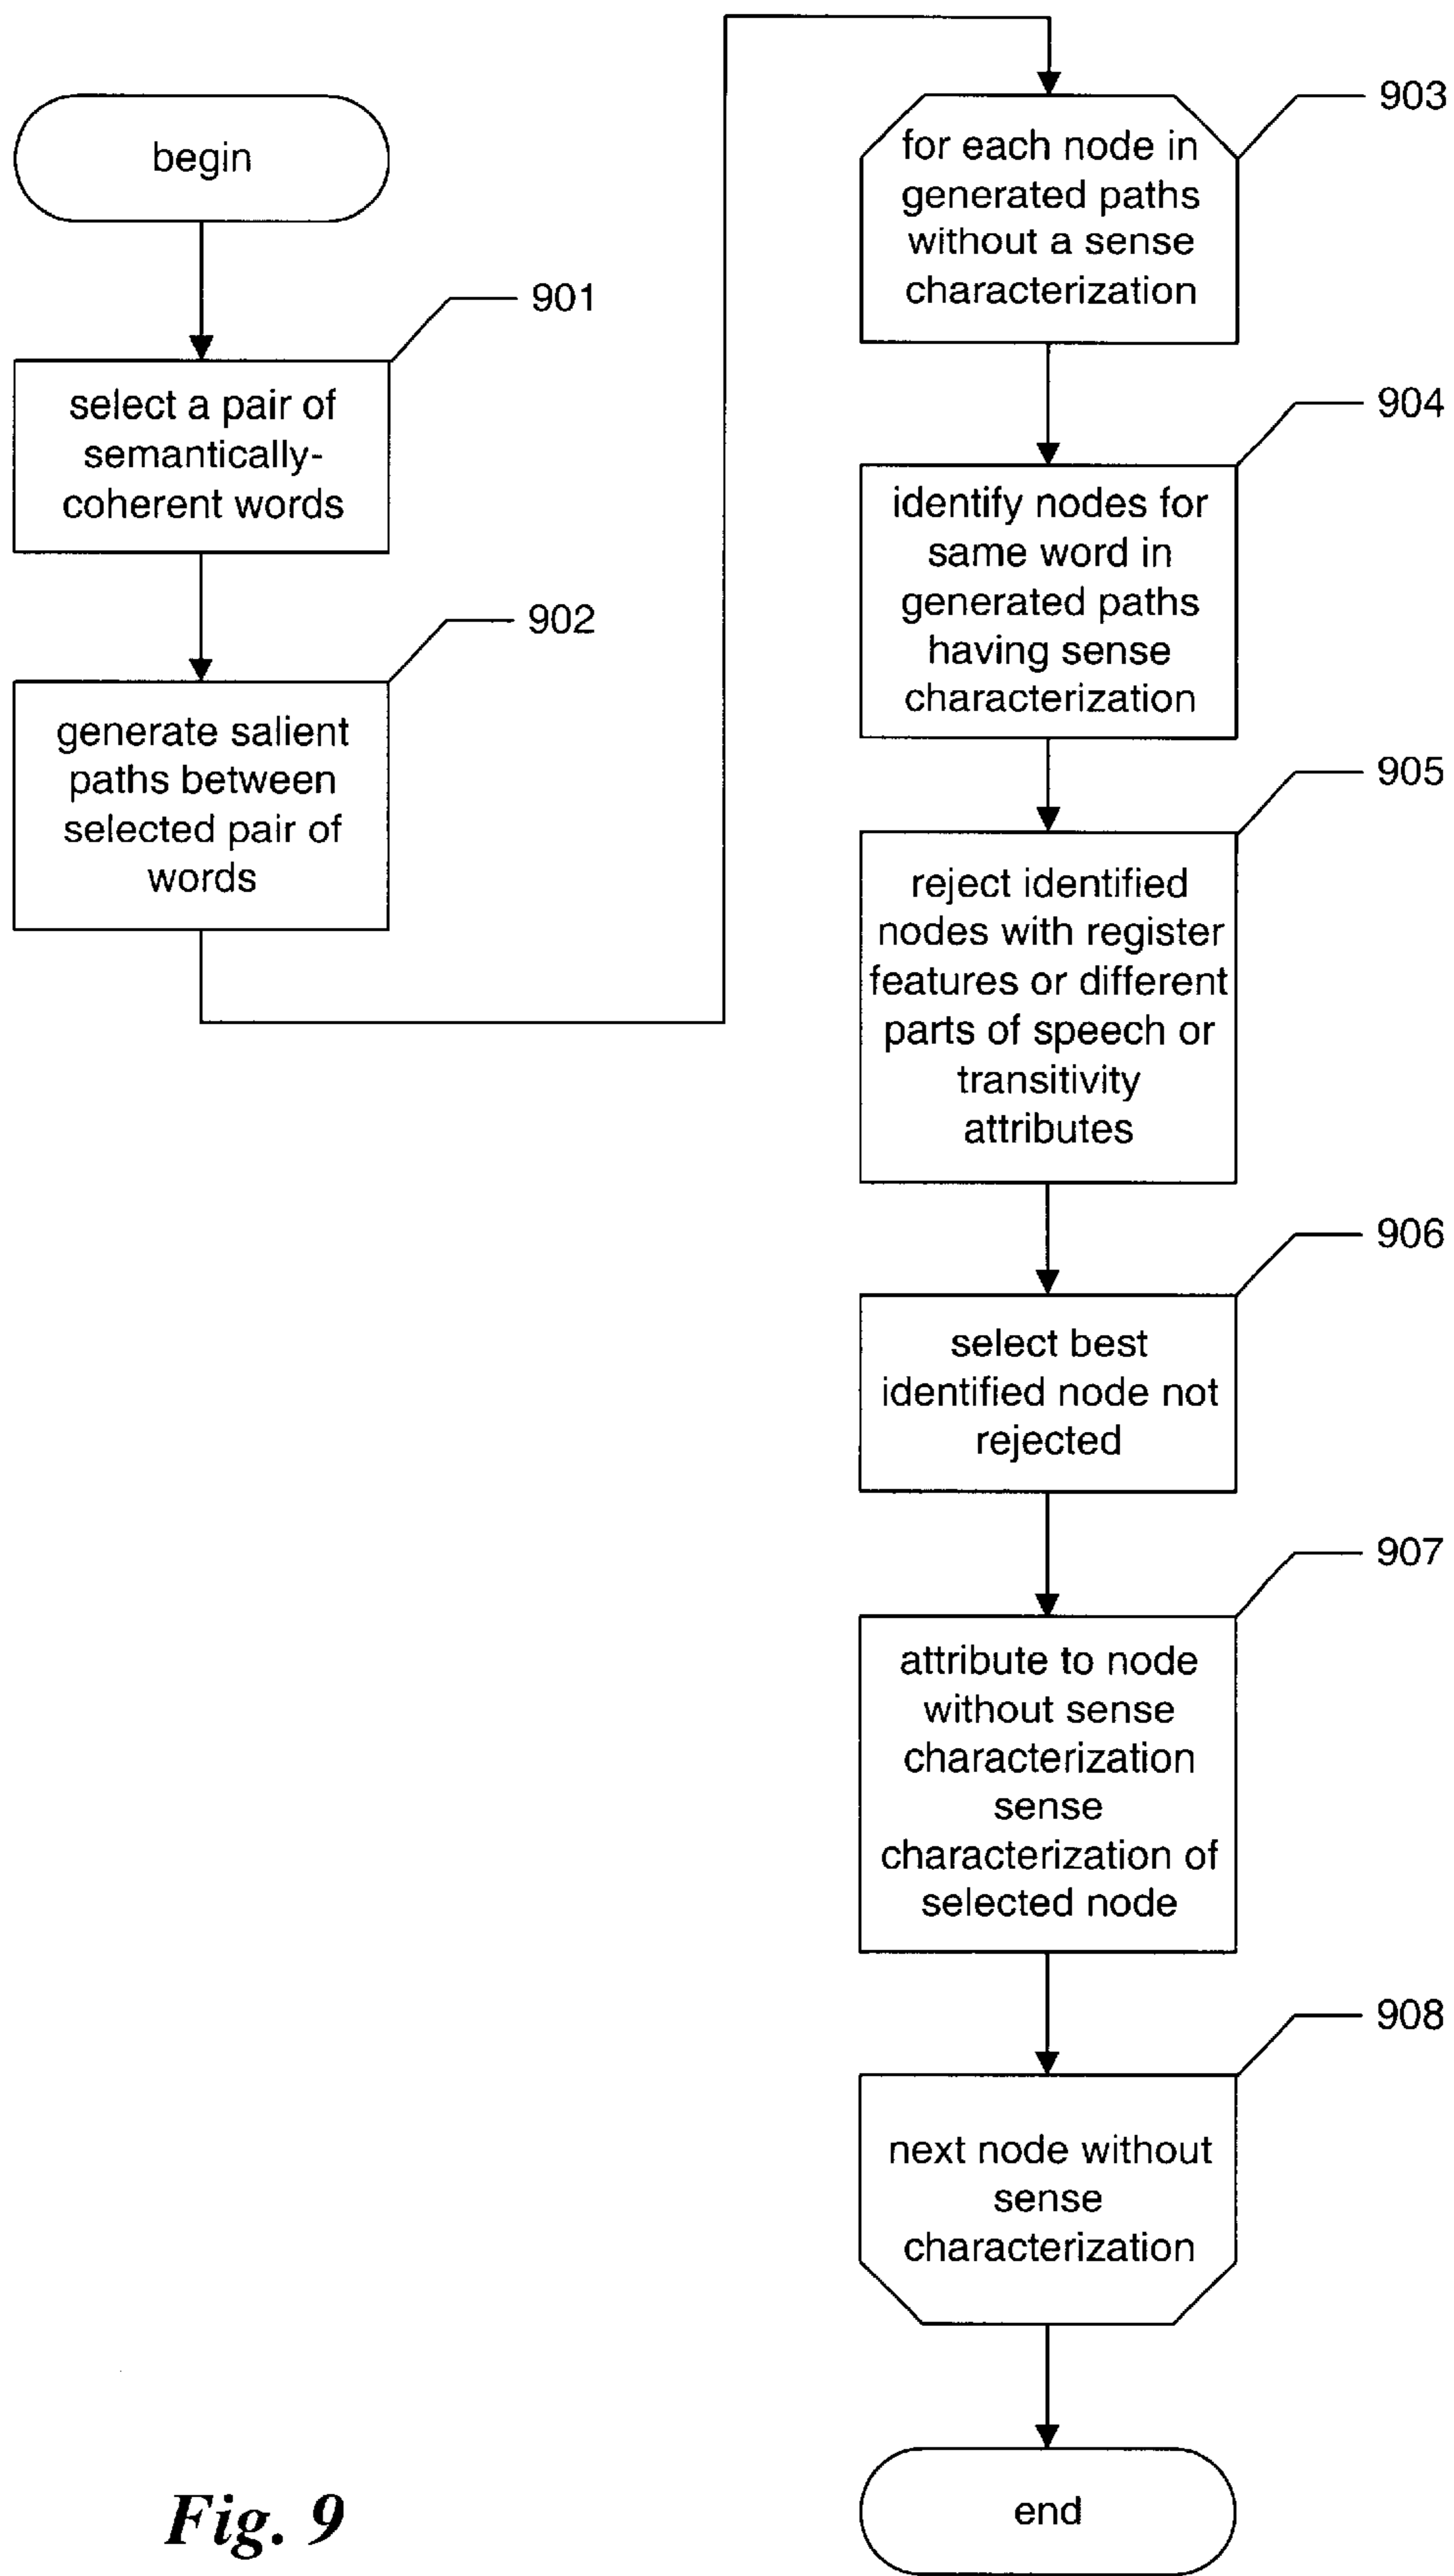 begin
901
select a pair of
semantically-
coherent words
902
generate salient
paths between
selected pair of
words
903
for each node in
generated paths
without a sense
characterization
904
identify nodes for
same word in
generated paths
having sense
characterization
905
reject identified
nodes with register
features or different
parts of speech or
transitivity
attributes
906
select best
identified node not
rejected
907
attribute to node
without sense
characterization
sense
characterization of
selected node
908
next node without
sense
characterization
end
Fig. 9